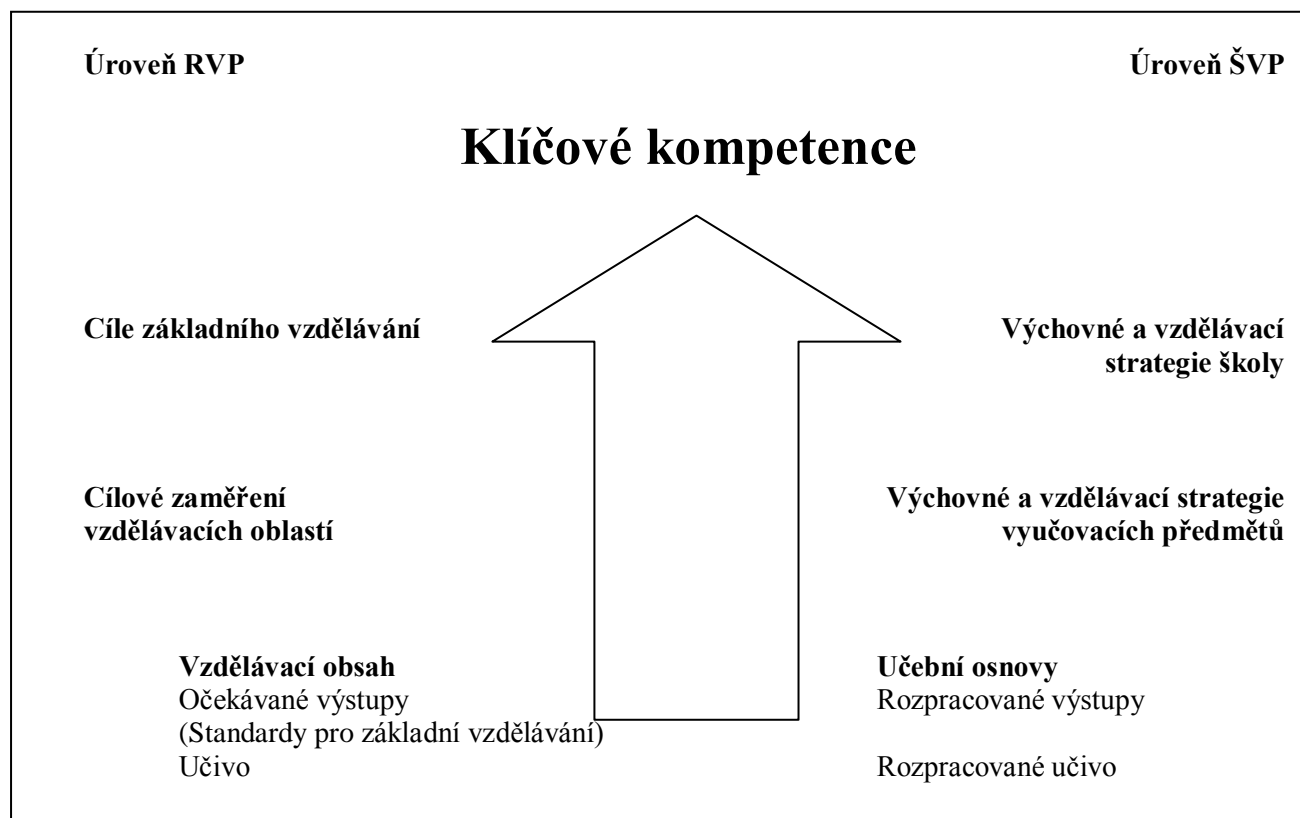 Úroveň RVP
Úroveň ŠVP
Klíčové kompetence
Cíle základního vzdělávání
Výchovné a vzdělávací
strategie školy
Cílové zaměření
vzdělávacích oblastí
Výchovné a vzdělávací strategie
vyučovacích předmětů
Vzdělávací obsah
Očekávané výstupy
(Standardy pro základní vzdělávání)
Učivo
Učební osnovy
Rozpracované výstupy
Rozpracované učivo